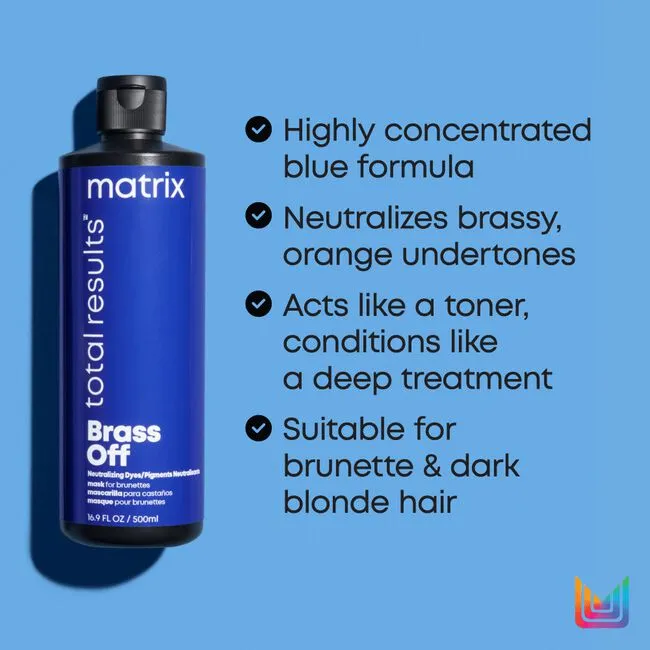 matrix
total results™
Brass
Off
Neutralizing Dyes/Pigments Neutralisants
mask for brunettes
mascarilla para castaños
masque pour brunettes
16.9 FL OZ / 500ml
Highly concentrated
blue formula
Neutralizes brassy,
orange undertones
Acts like a toner,
conditions like
a deep treatment
Suitable for
brunette & dark
blonde hair